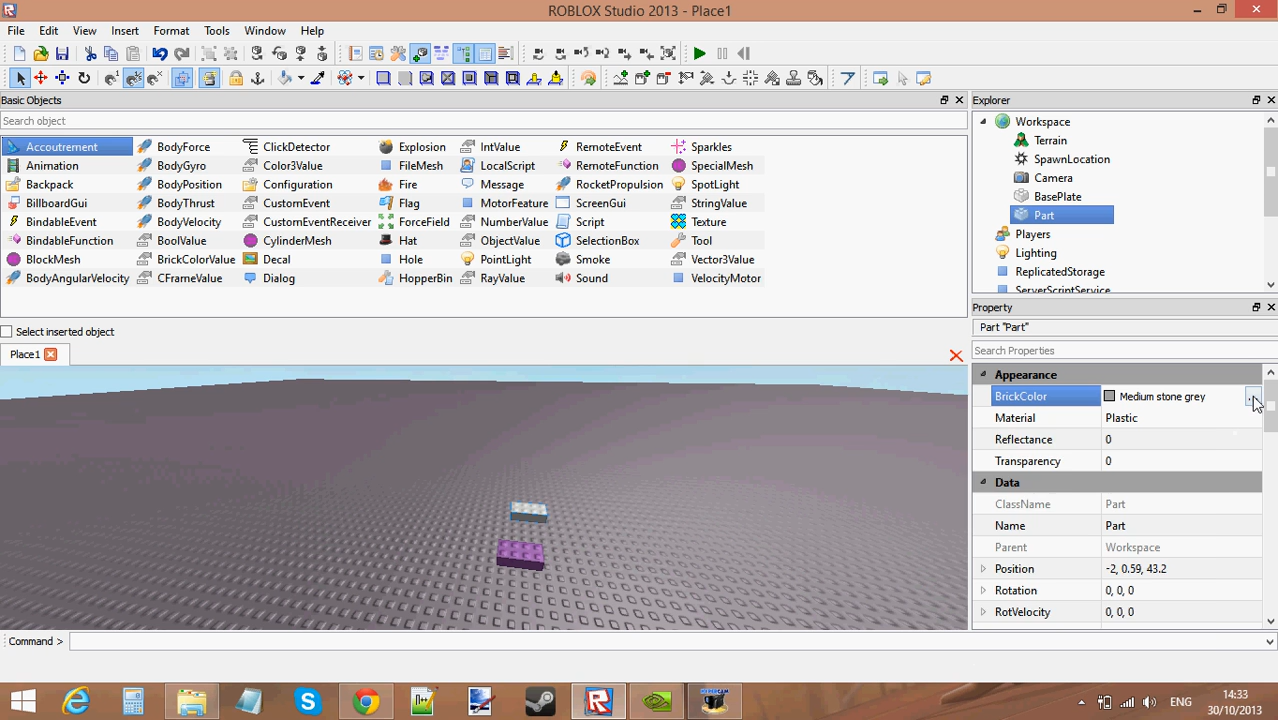 ROBLOX Studio 2013 - Place1
File Edit View Insert Format Tools Window Help
Basic Objects
Search object
Accoutrement BodyForce ClickDetector Explosion IntValue RemoteEvent Sparkles
Animation BodyGyro Color3Value FileMesh LocalScript RemoteFunction SpecialMesh
Backpack BodyPosition Configuration Fire Message RocketPropulsion SpotLight
BillboardGui BodyThrust CustomEvent Flag MotorFeature ScreenGui StringValue
BindableEvent BodyVelocity CustomEventReceiver ForceField NumberValue Script Texture
BindableFunction BoolValue CylinderMesh Hat ObjectValue SelectionBox Tool
BlockMesh BrickColorValue Decal Hole PointLight Smoke Vector3Value
BodyAngularVelocity CFrameValue Dialog HopperBin RayValue Sound VelocityMotor
Select inserted object
Place1
Explorer
Workspace
Terrain
SpawnLocation
Camera
BasePlate
Part
Players
Lighting
ReplicatedStorage
ServerScriptService
Property
Part "Part"
Search Properties
Appearance
BrickColor Medium stone grey
Material Plastic
Reflectance 0
Transparency 0
Data
ClassName Part
Name Part
Parent Workspace
Position -2, 0.59, 43.2
Rotation 0, 0, 0
RotVelocity 0, 0, 0
Command >
ENG
14:33
30/10/2013